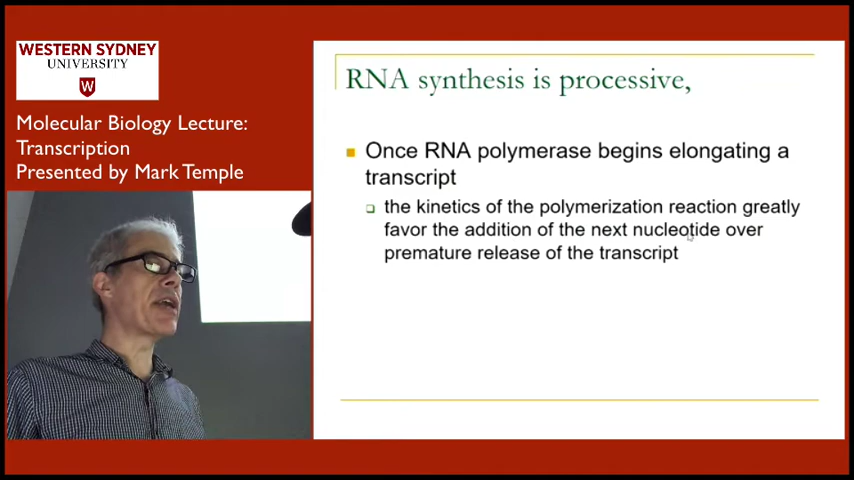 WESTERN SYDNEY
UNIVERSITY
W
Molecular Biology Lecture:
Transcription
Presented by Mark Temple
RNA synthesis is processive,
Once RNA polymerase begins elongating a
transcript
the kinetics of the polymerization reaction greatly
favor the addition of the next nucleotide over
premature release of the transcript